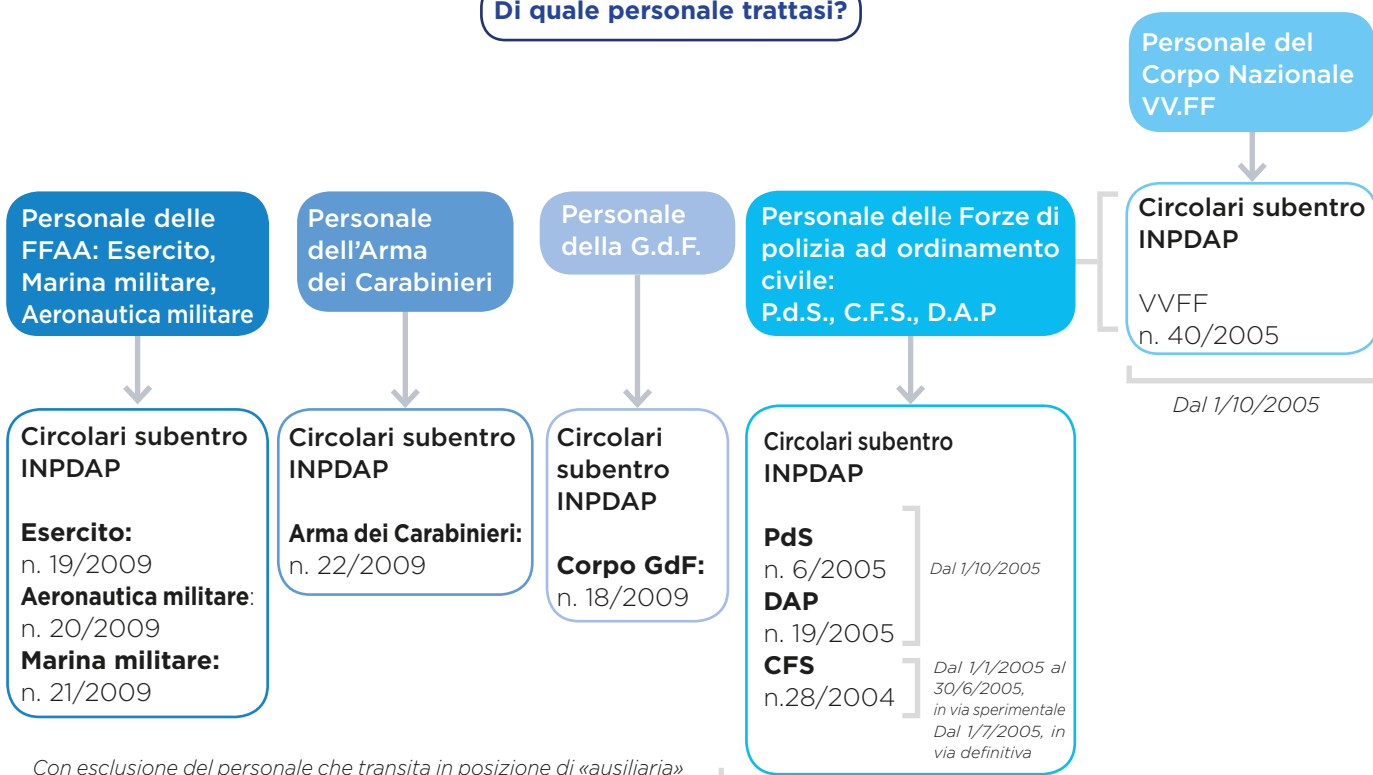 Di quale personale trattasi?
Personale del
Corpo Nazionale
VV.FF
Personale delle
FFAA: Esercito,
Marina militare,
Aeronautica militare
Personale
dell'Arma
dei Carabinieri
Personale
della G.d.F.
Personale delle Forze di
polizia ad ordinamento
civile:
P.d.S., C.F.S., D.A.P
Circolari subentro
INPDAP
VVFF
n. 40/2005
Dal 1/10/2005
Circolari subentro
INPDAP
Esercito:
n. 19/2009
Aeronautica militare:
n. 20/2009
Marina militare:
n. 21/2009
Circolari subentro
INPDAP
Arma dei Carabinieri:
n. 22/2009
Circolari
subentro
INPDAP
Corpo GdF:
n. 18/2009
Circolari subentro
INPDAP
PdS
n. 6/2005
DAP
n. 19/2005
Dal 1/10/2005
CFS
n.28/2004
Dal 1/1/2005 al
30/6/2005,
in via sperimentale
Dal 1/7/2005, in
via definitiva
Con esclusione del personale che transita in posizione di «ausiliaria»